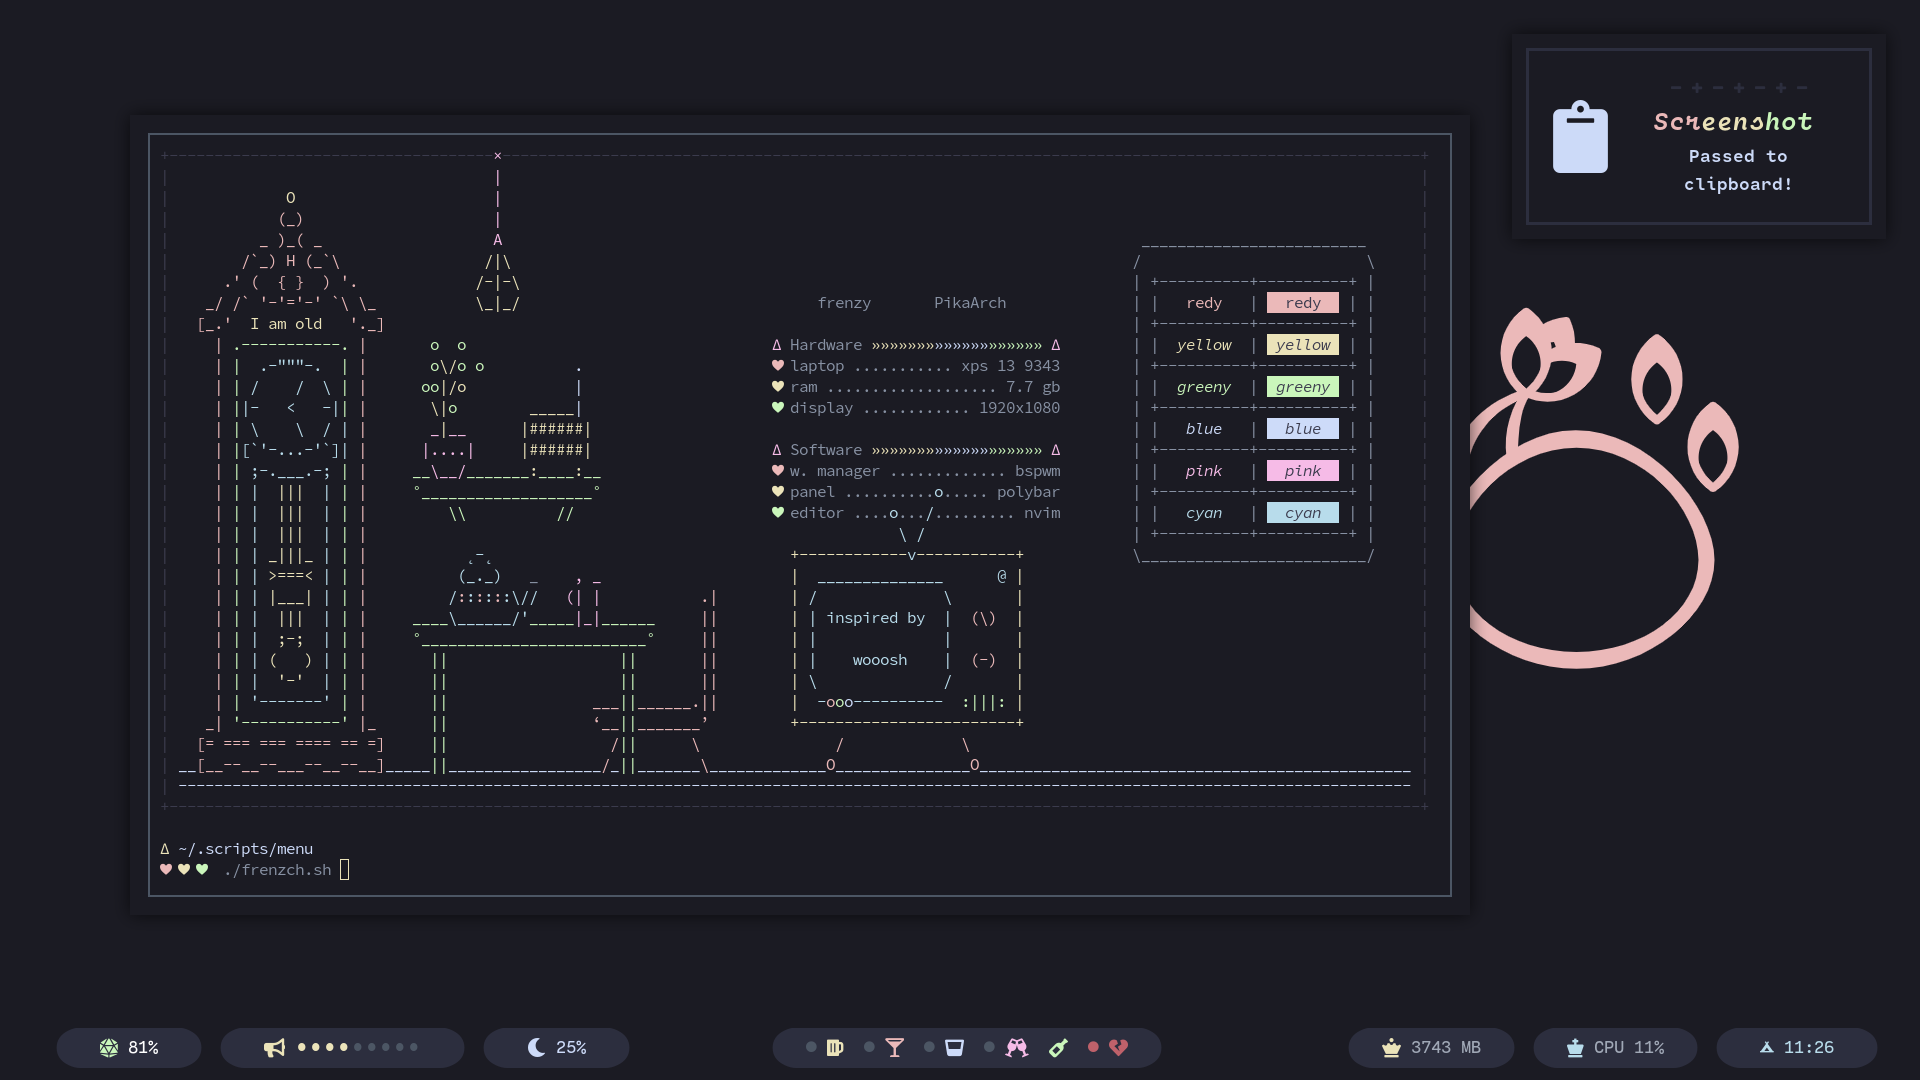 Screenshot
Passed to
clipboard!
I am old
frenzy PikaArch
Δ Hardware »»»»»»»»»»»»»»»»»»» Δ
laptop ........... xps 13 9343
ram ................... 7.7 gb
display ............ 1920x1080
Δ Software »»»»»»»»»»»»»»»»»»» Δ
w. manager ............. bspwm
panel ..........o..... polybar
editor ....o.../......... nvim
redy redy
yellow yellow
greeny greeny
blue blue
pink pink
cyan cyan
inspired by
wooosh
Δ ~/.scripts/menu
./frenzch.sh
81%
25%
3743 MB
CPU 11%
11:26